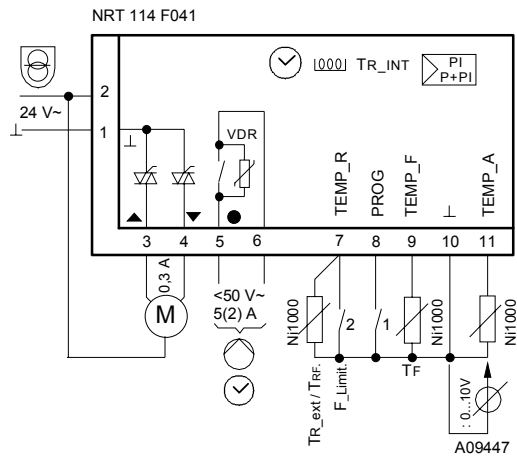 NRT 114 F041
TR_INT
PI
P+PI
2
24 V~
1
⊥
⊥
VDR
TEMP_R
PROG
TEMP_F
⊥
TEMP_A
3
4
5
6
7
8
9
10
11
0,3 A
M
<50 V~
5(2) A
Ni1000
2
1
Ni1000
Ni1000
TR_ext / TRF.
F_Limit.
TF
: 0...10V
A09447